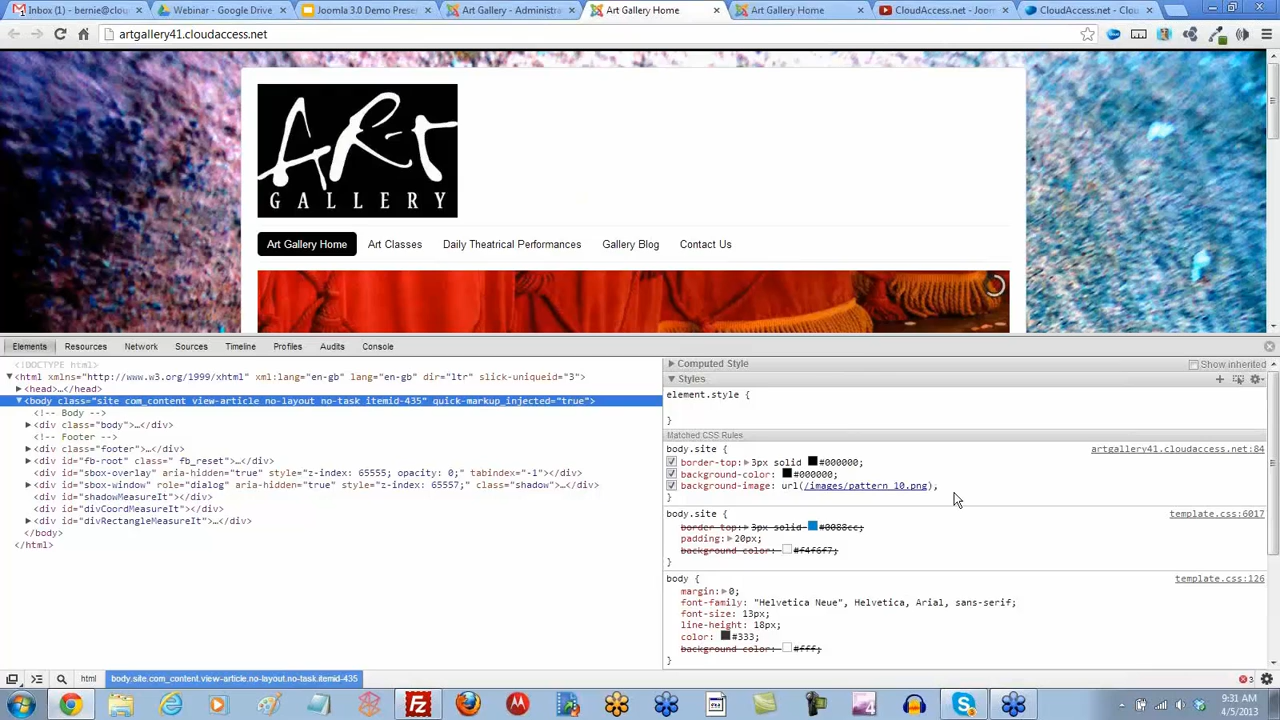 Inbox (1) - bernie@clou
Webinar - Google Drive
Joomla 3.0 Demo Prese
Art Gallery - Administra
Art Gallery Home
Art Gallery Home
CloudAccess.net - Joom
CloudAccess.net - Clou
artgallery41.cloudaccess.net
ART
GALLERY
Art Gallery Home
Art Classes
Daily Theatrical Performances
Gallery Blog
Contact Us
Elements
Resources
Network
Sources
Timeline
Profiles
Audits
Console
<!DOCTYPE html>
<html xmlns="http://www.w3.org/1999/xhtml" xml:lang="en-gb" lang="en-gb" dir="ltr" slick-uniqueid="3">
<head>…</head>
<body class="site com_content view-article no-layout no-task itemid-435" quick-markup_injected="true">
<!-- Body -->
<div class="body">…</div>
<!-- Footer -->
<div class="footer">…</div>
<div id="fb-root" class=" fb_reset">…</div>
<div id="sbox-overlay" aria-hidden="true" style="z-index: 65555; opacity: 0;" tabindex="-1"></div>
<div id="sbox-window" role="dialog" aria-hidden="true" style="z-index: 65557;" class="shadow">…</div>
<div id="shadowMeasureIt"></div>
<div id="divCoordMeasureIt"></div>
<div id="divRectangleMeasureIt">…</div>
</body>
</html>
Computed Style
Show inherited
Styles
element.style {
}
Matched CSS Rules
body.site {
artgallery41.cloudaccess.net:84
border-top: 3px solid #000000;
background-color: #000000;
background-image: url(/images/pattern_10.png),
}
body.site {
template.css:6017
border-top: 3px solid #0088cc;
padding: 20px;
background-color: #f4f6f7;
}
body {
template.css:126
margin: 0;
font-family: "Helvetica Neue", Helvetica, Arial, sans-serif;
font-size: 13px;
line-height: 18px;
color: #333;
background-color: #fff;
}
html
body.site.com_content.view-article.no-layout.no-task.itemid-435
3
9:31 AM
4/5/2013